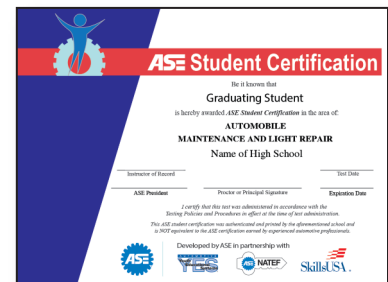 ASE Student Certification
Be it known that
Graduating Student
is hereby awarded ASE Student Certification in the area of:
AUTOMOBILE
MAINTENANCE AND LIGHT REPAIR
Name of High School
Instructor of Record
Test Date
ASE President
Proctor or Principal Signature
Expiration Date
I certify that this test was administered in accordance with the
Testing Policies and Procedures in effect at the time of test administration.
This ASE student certification was authenticated and printed by the aforementioned school and
is NOT equivalent to the ASE certification earned by experienced automotive professionals.
Developed by ASE in partnership with
ASE
AUTOMOTIVE
YES
NATEF
SkillsUSA